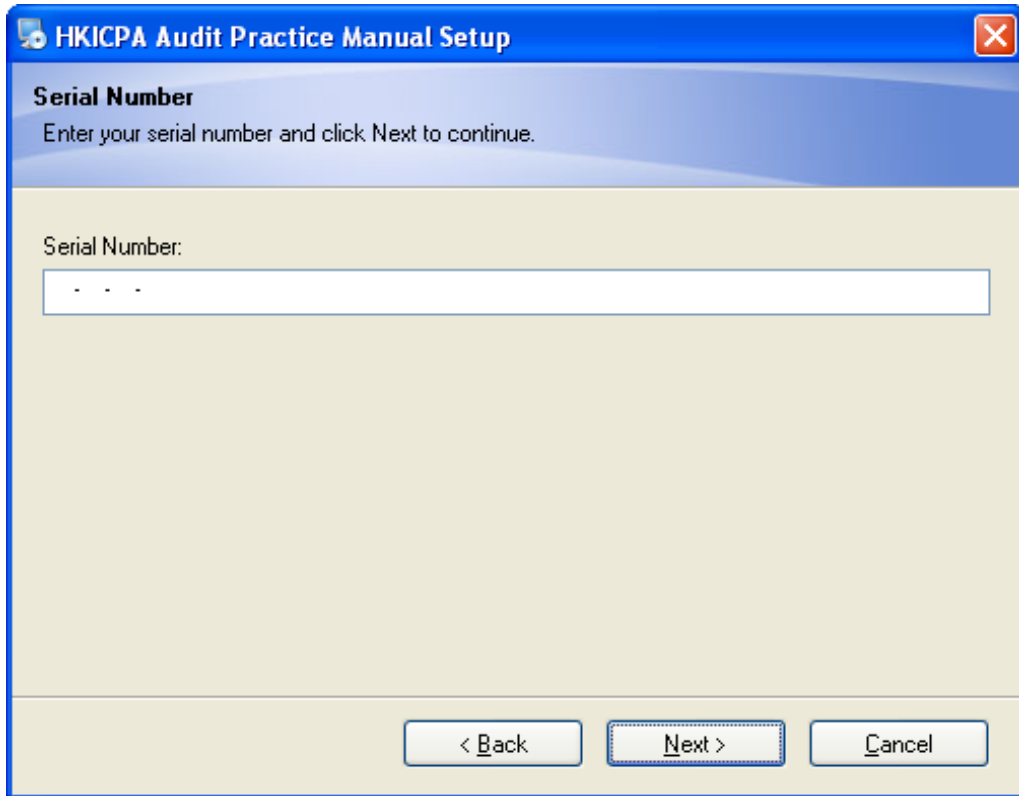 HKICPA Audit Practice Manual Setup
Serial Number
Enter your serial number and click Next to continue.
Serial Number:
- - -
< Back Next > Cancel